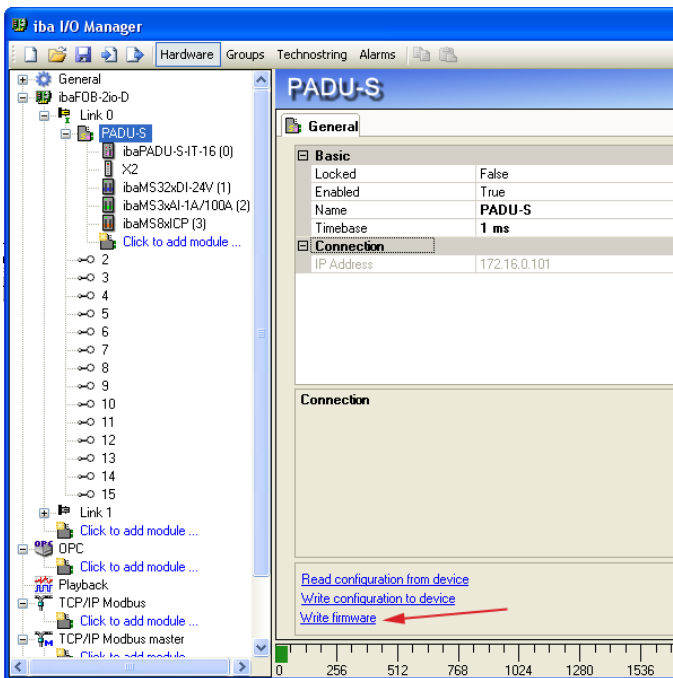 iba I/O Manager
Hardware Groups Technostring Alarms
General
ibaFOB-2io-D
Link 0
PADU-S
ibaPADU-S-IT-16 (0)
X2
ibaMS32xDI-24V (1)
ibaMS3xAI-1A/100A (2)
ibaMS8xICP (3)
Click to add module ...
2
3
4
5
6
7
8
9
10
11
12
13
14
15
Link 1
Click to add module ...
OPC
OPC
Click to add module ...
Playback
TCP/IP Modbus
Click to add module ...
TCP/IP Modbus master
Click to add module ...
PADU-S
General
Basic
Locked False
Enabled True
Name PADU-S
Timebase 1 ms
Connection
IP Address 172.16.0.101
Connection
Read configuration from device
Write configuration to device
Write firmware
0 256 512 768 1024 1280 1536